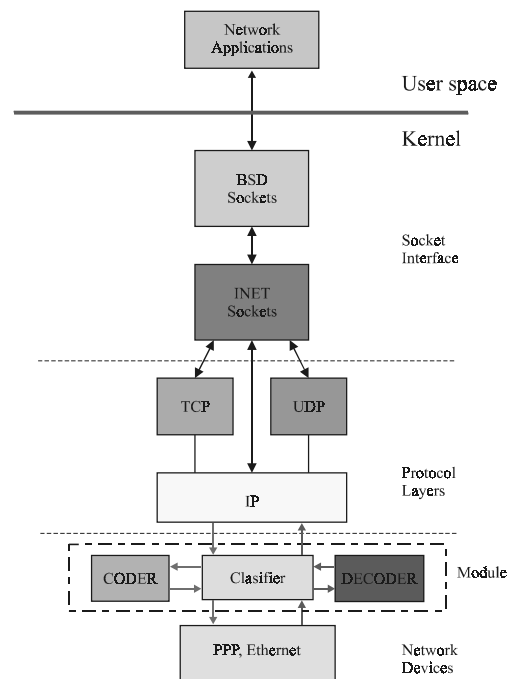 Network
Applications
User space
Kernel
BSD
Sockets
Socket
Interface
INET
Sockets
TCP
UDP
Protocol
Layers
IP
CODER
Clasifier
DECODER
Module
PPP, Ethernet
Network
Devices